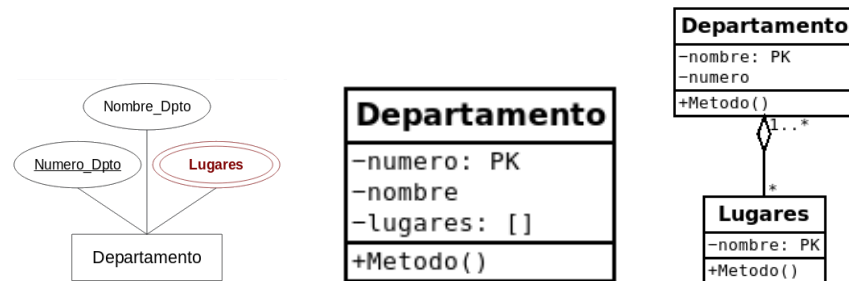 Nombre_Dpto
Numero_Dpto
Lugares
Departamento
Departamento
−numero: PK
−nombre
−lugares: []
+Metodo()
Departamento
−nombre: PK
−numero
+Metodo()
1..*
*
Lugares
−nombre: PK
+Metodo()